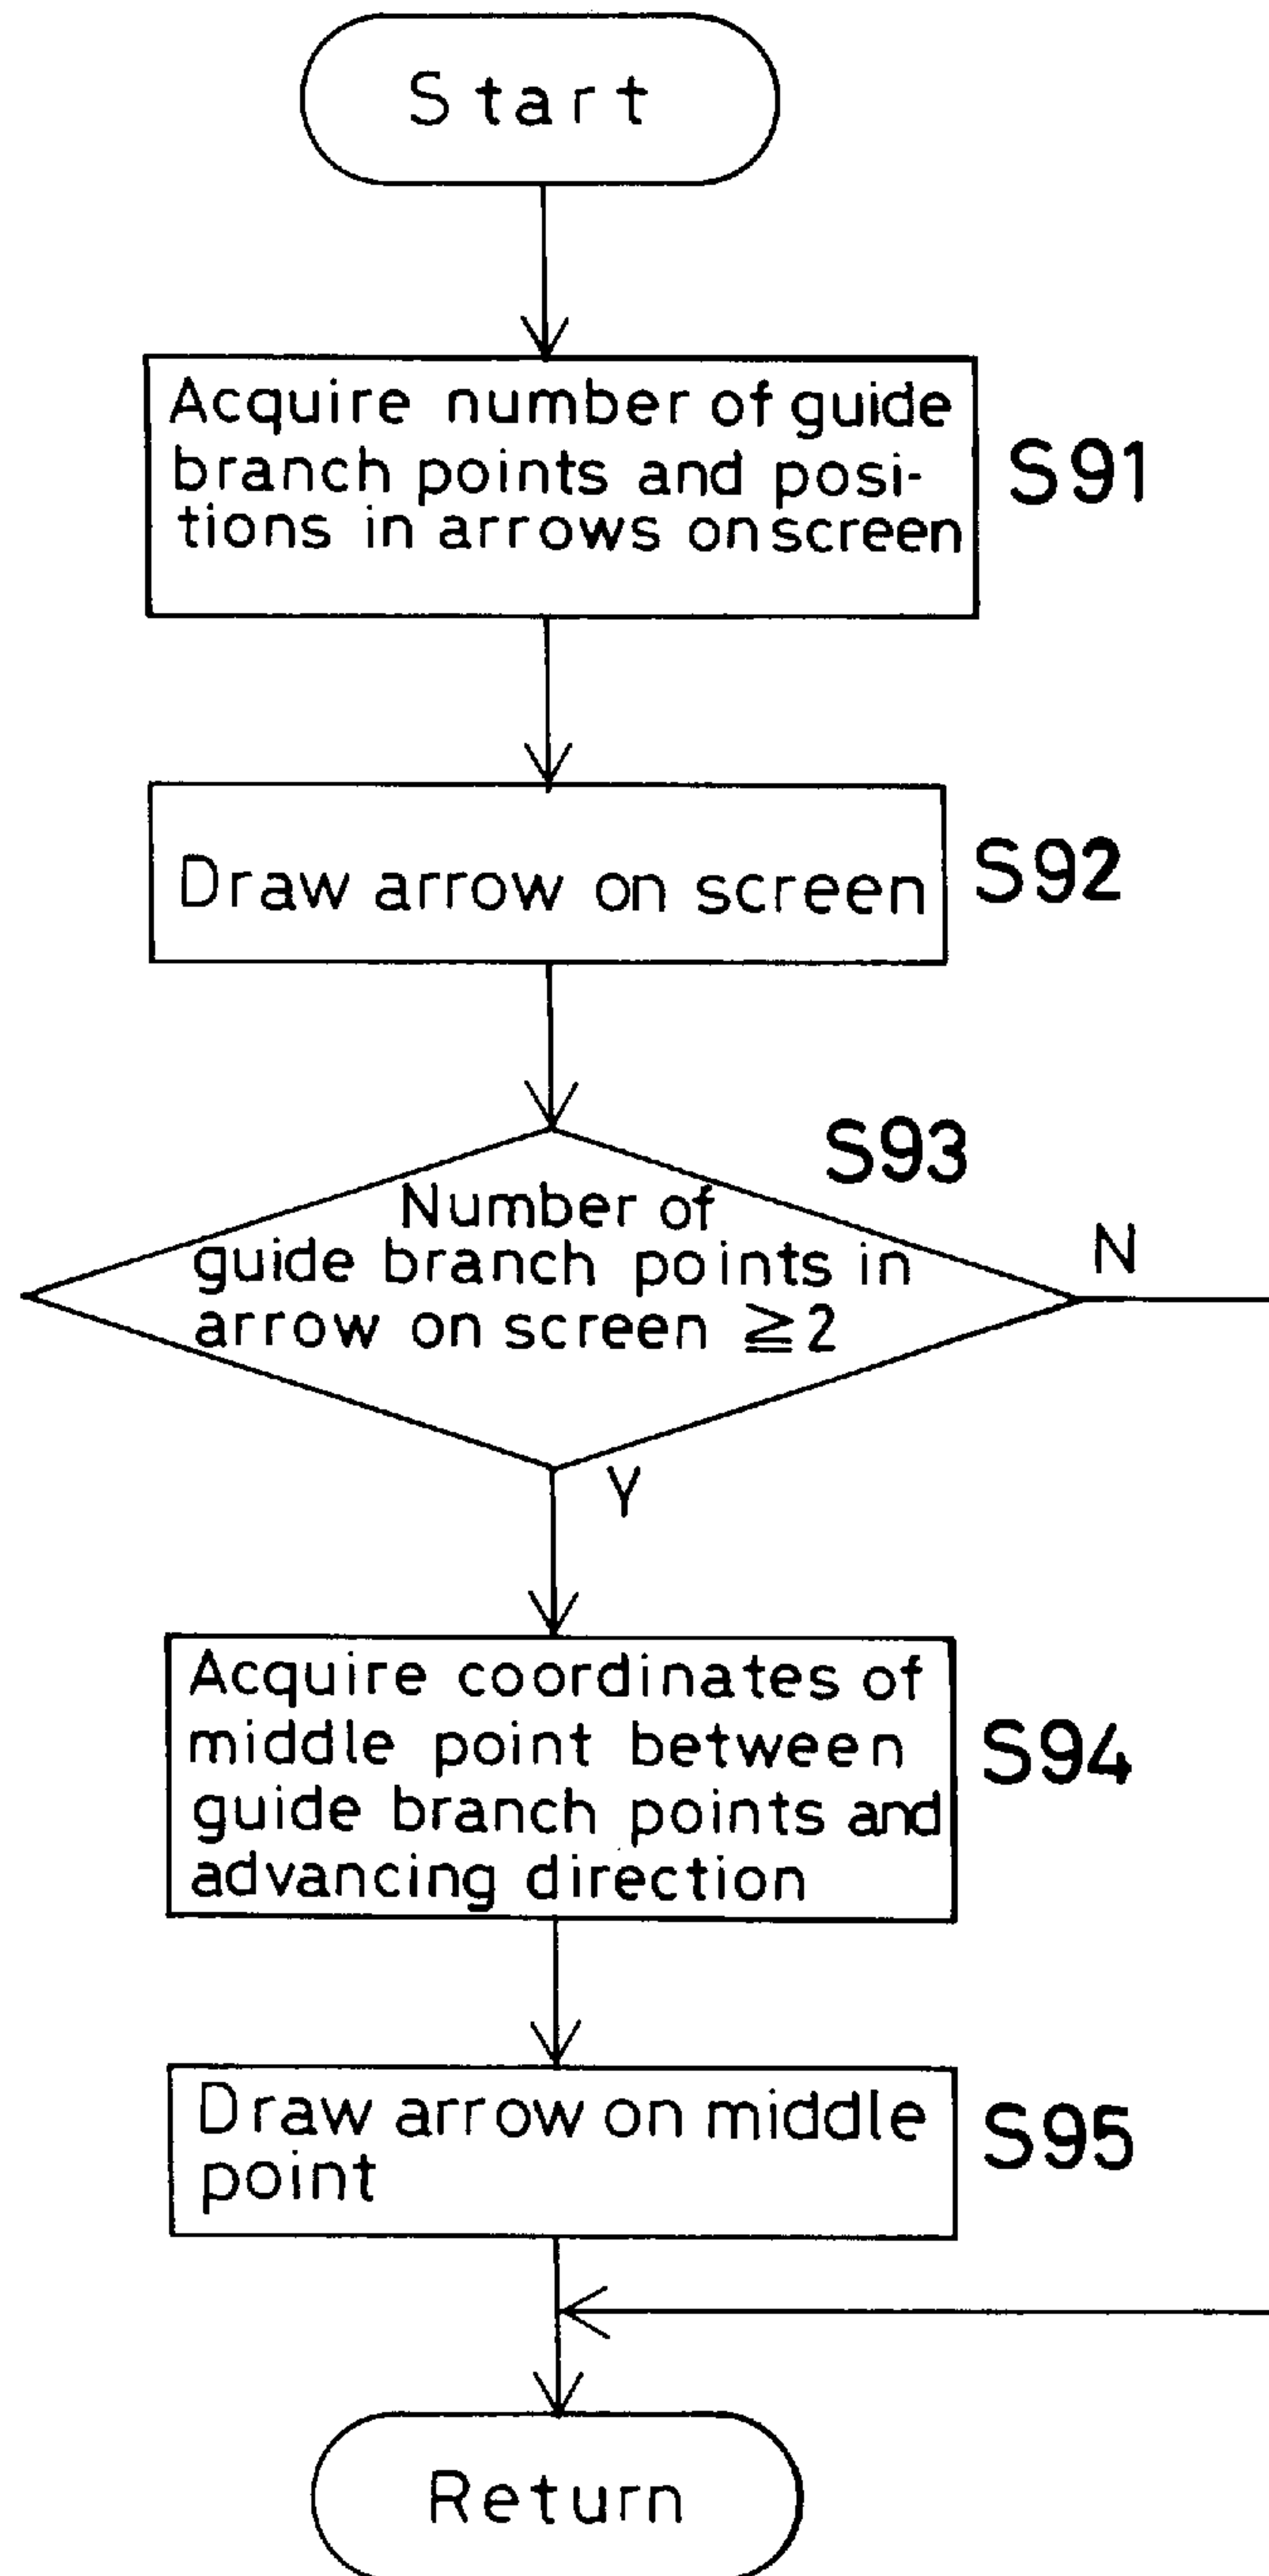 Start
Acquire number of guide
branch points and posi-
tions in arrows onscreen
S91
Draw arrow on screen
S92
S93
Number of
guide branch points in
arrow on screen ≧2
N
Y
Acquire coordinates of
middle point between
guide branch points and
advancing direction
S94
Draw arrow on middle
point
S95
Return